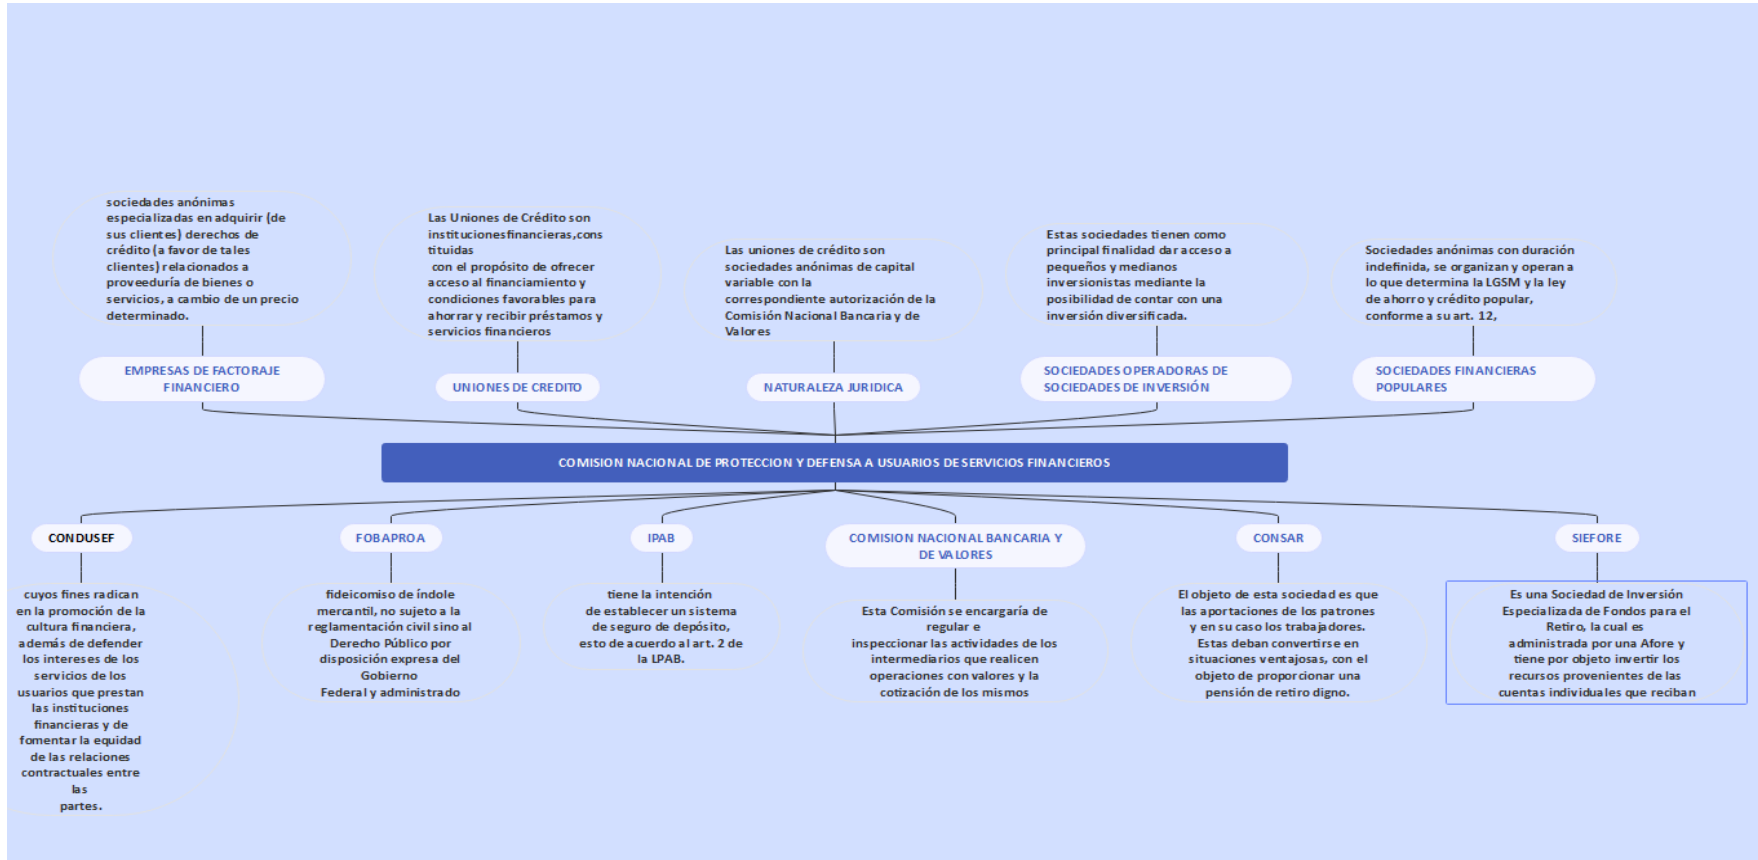 sociedades anónimas
especializadas en adquirir (de
sus clientes) derechos de
crédito (a favor de tales
clientes) relacionados a
proveeduría de bienes o
servicios, a cambio de un precio
determinado.
EMPRESAS DE FACTORAJE
FINANCIERO
Las Uniones de Crédito son
institucionesfinancieras,cons
tituidas
con el propósito de ofrecer
acceso al financiamiento y
condiciones favorables para
ahorrar y recibir préstamos y
servicios financieros
UNIONES DE CREDITO
Las uniones de crédito son
sociedades anónimas de capital
variable con la
correspondiente autorización de la
Comisión Nacional Bancaria y de
Valores
NATURALEZA JURIDICA
Estas sociedades tienen como
principal finalidad dar acceso a
pequeños y medianos
inversionistas mediante la
posibilidad de contar con una
inversión diversificada.
SOCIEDADES OPERADORAS DE
SOCIEDADES DE INVERSIÓN
Sociedades anónimas con duración
indefinida, se organizan y operan a
lo que determina la LGSM y la ley
de ahorro y crédito popular,
conforme a su art. 12,
SOCIEDADES FINANCIERAS
POPULARES
COMISION NACIONAL DE PROTECCION Y DEFENSA A USUARIOS DE SERVICIOS FINANCIEROS
CONDUSEF
cuyos fines radican
en la promoción de la
cultura financiera,
además de defender
los intereses de los
servicios de los
usuarios que prestan
las instituciones
financieras y de
fomentar la equidad
de las relaciones
contractuales entre
las
partes.
FOBAPROA
fideicomiso de índole
mercantil, no sujeto a la
reglamentación civil sino al
Derecho Público por
disposición expresa del
Gobierno
Federal y administrado
IPAB
tiene la intención
de establecer un sistema
de seguro de depósito,
esto de acuerdo al art. 2 de
la LPAB.
COMISION NACIONAL BANCARIA Y
DE VALORES
Esta Comisión se encargaría de
regular e
inspeccionar las actividades de los
intermediarios que realicen
operaciones con valores y la
cotización de los mismos
CONSAR
El objeto de esta sociedad es que
las aportaciones de los patrones
y en su caso los trabajadores.
Estas deban convertirse en
situaciones ventajosas, con el
objeto de proporcionar una
pensión de retiro digno.
SIEFORE
Es una Sociedad de Inversión
Especializada de Fondos para el
Retiro, la cual es
administrada por una Afore y
tiene por objeto invertir los
recursos provenientes de las
cuentas individuales que reciban